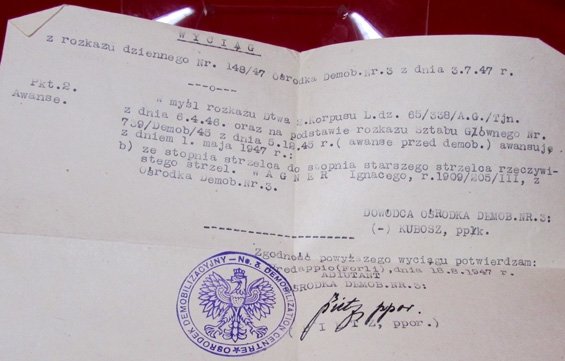 WYCIĄG
z rozkazu dziennego Nr. 148/47 Ośrodka Demob.Nr.3 z dnia 3.7.47 r.
---o---
Pkt.2.
Awanse.
W myśl rozkazu Dtwa Korpusu L.dz. 65/338/A.G./Tjn.
z dnia 6.4.46. oraz na podstawie rozkazu Sztabu Głównego Nr.
739/Demob/45 z dnia 5.12.45 r.( awanse przed demob.) awansuję
z dniem 1. maja 1947 r.:
b) ze stopnia strzelca do stopnia starszego strzelca rzeczywi-
stego strzel. WAGNER Ignacego, r.1909/205/III, z
Ośrodka Demob.Nr.3.
DOWÓDCA OŚRODKA DEMOB.NR.3:
(-) KUBOSZ, ppłk.
Zgodność powyższego wyciągu potwierdzam:
redappio(Forli),dnia 18.8.1947 r.
ADIUTANT
OŚRODKA DEMOB.NR.3:
ppor.
ppor.)
OŚRODEK DEMOBILIZACYJNY - No 3. DEMOBILIZATION CENTRE